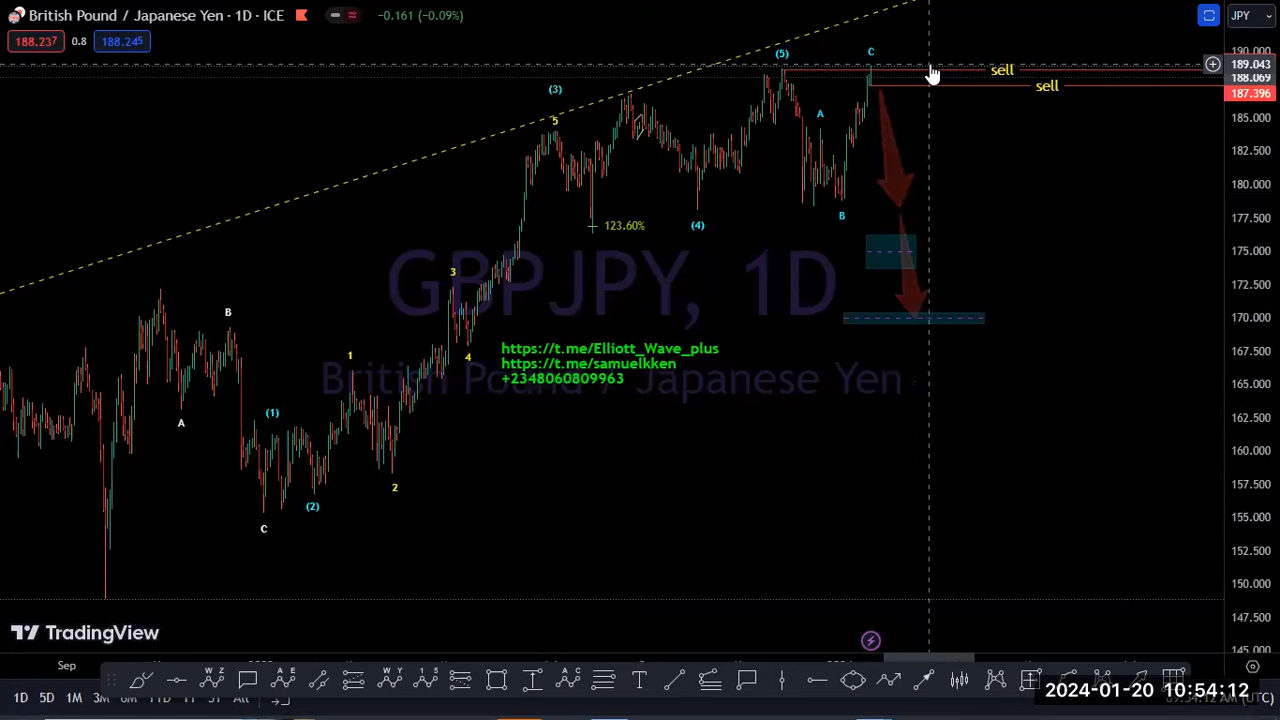 British Pound / Japanese Yen · 1D · ICE
−0.161 (−0.09%)
JPY
188.237
0.8
188.245
190.000
189.043
188.069
187.396
185.000
182.500
180.000
177.500
175.000
172.500
170.000
167.500
165.000
162.500
160.000
157.500
155.000
152.500
150.000
147.500
145.000
sell
sell
(5)
C
(3)
5
A
B
(4)
123.60%
3
B
1
4
A
(1)
2
(2)
C
GBPJPY, 1D
British Pound / Japanese Yen
https://t.me/Elliott_Wave_plus
https://t.me/samuelkken
+2348060809963
TradingView
Sep
2024-01-20 10:54:12
1D 5D 1M 3M